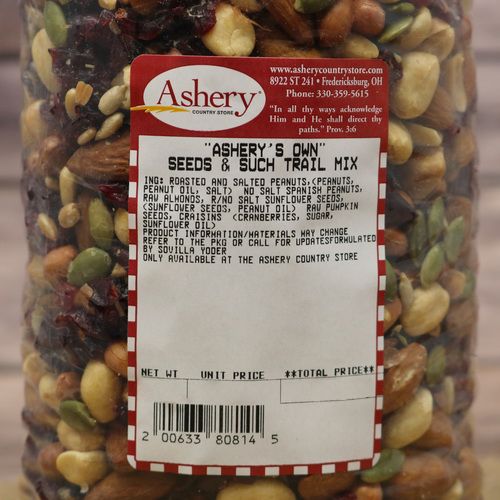 www.asherycountrystore.com
8922 ST 241 • Fredericksburg, OH
Phone: 330-359-5615
Ashery
COUNTRY STORE
"In all thy ways acknowledge
Him and He shall direct thy
paths." Prov. 3:6
"ASHERY'S OWN"
SEEDS & SUCH TRAIL MIX
ING: ROASTED AND SALTED PEANUTS,<PEANUTS,
PEANUT OIL, SALT> NO SALT SPANISH PEANUTS,
RAW ALMONDS, R/NO SALT SUNFLOWER SEEDS,
<SUNFLOWER SEEDS, PEANUT OIL> RAW PUMPKIN
SEEDS, CRAISINS <CRANBERRIES, SUGAR,
SUNFLOWER OIL>
PRODUCT INFORMATION/MATERIALS MAY CHANGE
REFER TO THE PKG OR CALL FOR UPDATESFORMULATED
BY SOVILLA YODER
ONLY AVAILABLE AT THE ASHERY COUNTRY STORE
NET WT UNIT PRICE **TOTAL PRICE**
2 00633 80814 5